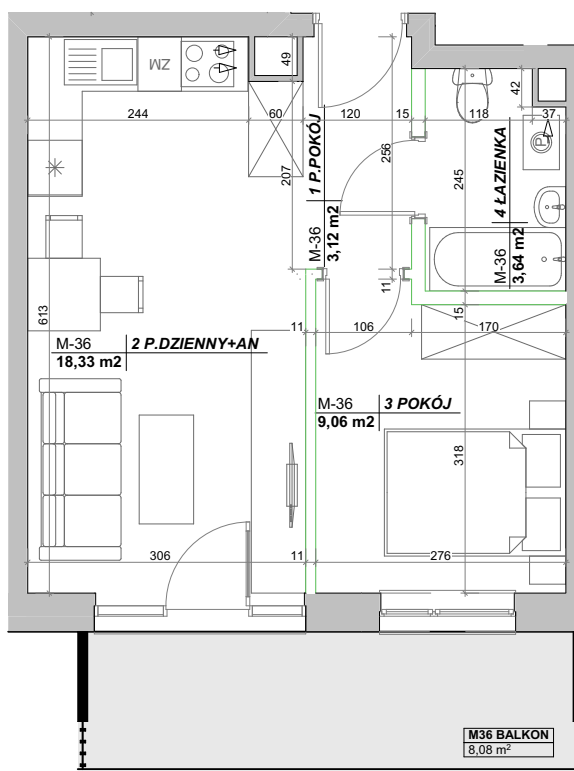 ZM
49
244
60
120
15
118
42
37
P
1 P.POKÓJ
M-36
3,12 m2
207
256
245
4 ŁAZIENKA
M-36
3,64 m2
11
15
613
M-36
2 P.DZIENNY+AN
18,33 m2
11
106
170
M-36
3 POKÓJ
9,06 m2
318
306
11
276
M36 BALKON
8,08 m²